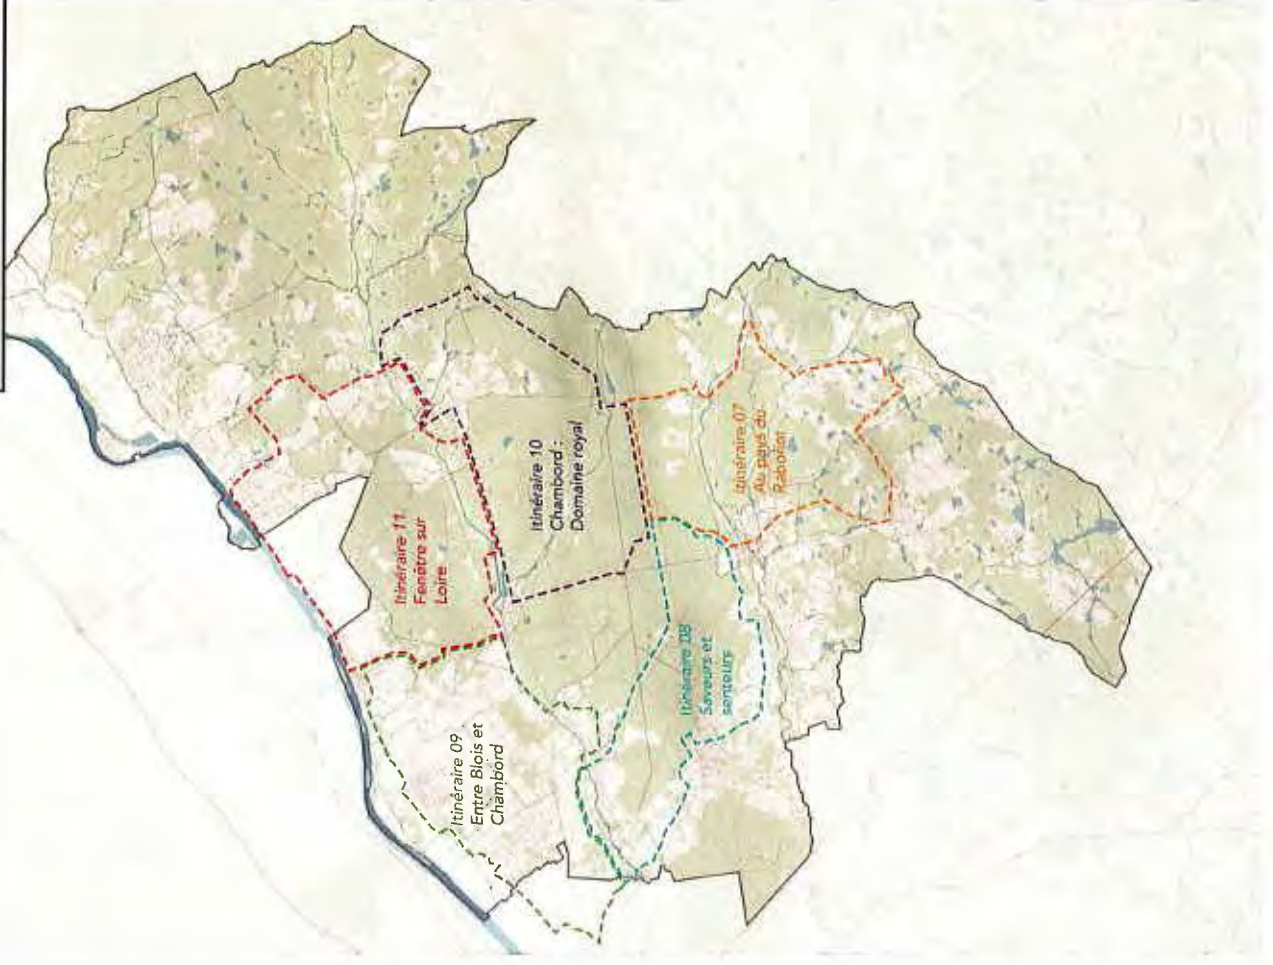 Itinéraire 11
Fenêtre sur
Loire
Itinéraire 10
Chambord :
Domaine royal
Itinéraire 07
Au pays du
Raboliot
Itinéraire 08
Saveurs et
senteurs
Itinéraire 09
Entre Blois et
Chambord